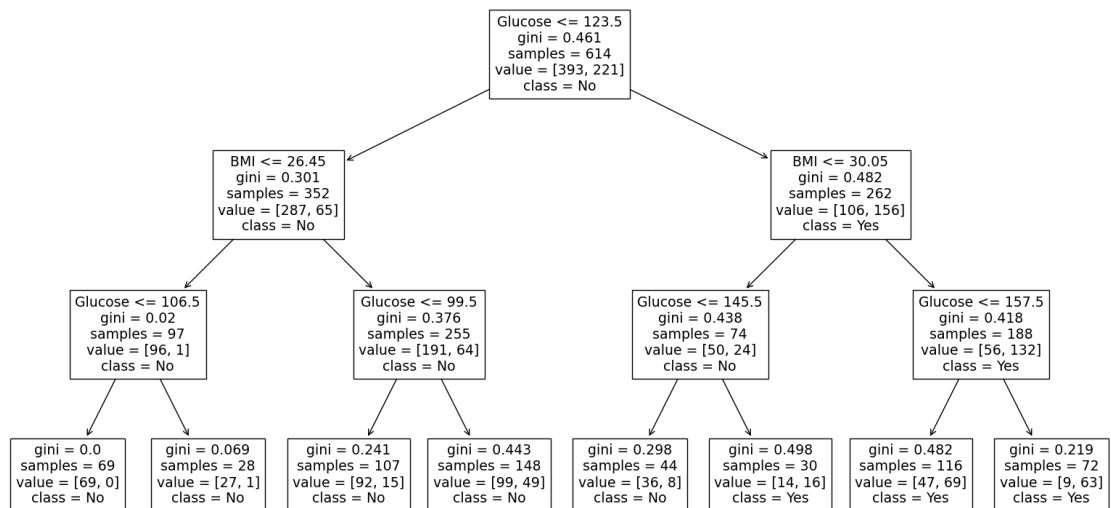 Glucose <= 123.5
gini = 0.461
samples = 614
value = [393, 221]
class = No
BMI <= 26.45
gini = 0.301
samples = 352
value = [287, 65]
class = No
BMI <= 30.05
gini = 0.482
samples = 262
value = [106, 156]
class = Yes
Glucose <= 106.5
gini = 0.02
samples = 97
value = [96, 1]
class = No
Glucose <= 99.5
gini = 0.376
samples = 255
value = [191, 64]
class = No
Glucose <= 145.5
gini = 0.438
samples = 74
value = [50, 24]
class = No
Glucose <= 157.5
gini = 0.418
samples = 188
value = [56, 132]
class = Yes
gini = 0.0
samples = 69
value = [69, 0]
class = No
gini = 0.069
samples = 28
value = [27, 1]
class = No
gini = 0.241
samples = 107
value = [92, 15]
class = No
gini = 0.443
samples = 148
value = [99, 49]
class = No
gini = 0.298
samples = 44
value = [36, 8]
class = No
gini = 0.498
samples = 30
value = [14, 16]
class = Yes
gini = 0.482
samples = 116
value = [47, 69]
class = Yes
gini = 0.219
samples = 72
value = [9, 63]
class = Yes